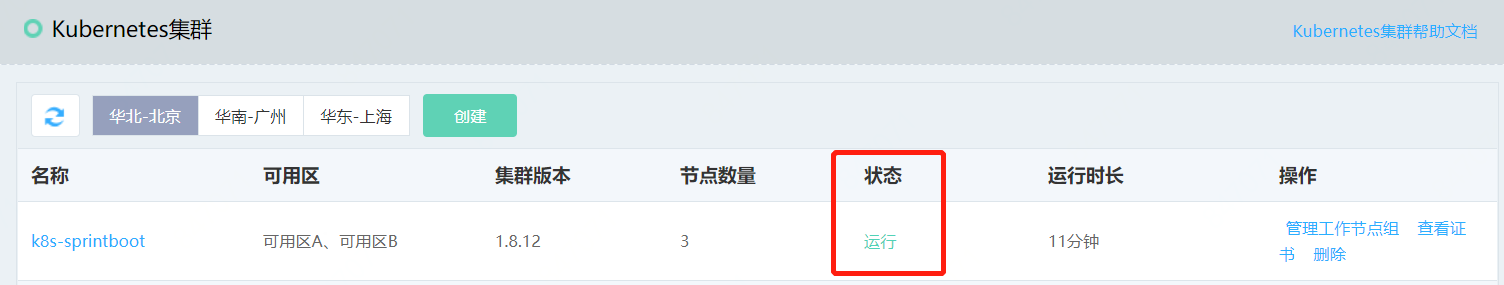 Kubernetes集群
Kubernetes集群帮助文档
华北-北京 华南-广州 华东-上海 创建
名称 可用区 集群版本 节点数量 状态 运行时长 操作
k8s-sprintboot 可用区A、可用区B 1.8.12 3 运行 11分钟 管理工作节点组 查看证
书 删除